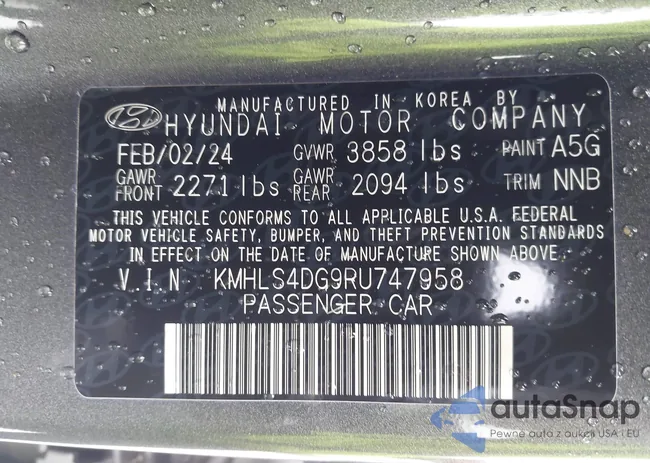 MANUFACTURED IN KOREA BY
HYUNDAI MOTOR COMPANY
FEB/02/24 GVWR 3858 lbs PAINT A5G
GAWR FRONT 2271 lbs GAWR REAR 2094 lbs TRIM NNB
THIS VEHICLE CONFORMS TO ALL APPLICABLE U.S.A. FEDERAL
MOTOR VEHICLE SAFETY, BUMPER, AND THEFT PREVENTION STANDARDS
IN EFFECT ON THE DATE OF MANUFACTURE SHOWN ABOVE.
V.I.N KMHLS4DG9RU747958
PASSENGER CAR
autaSnap
Pewne auta z aukcji USA i EU